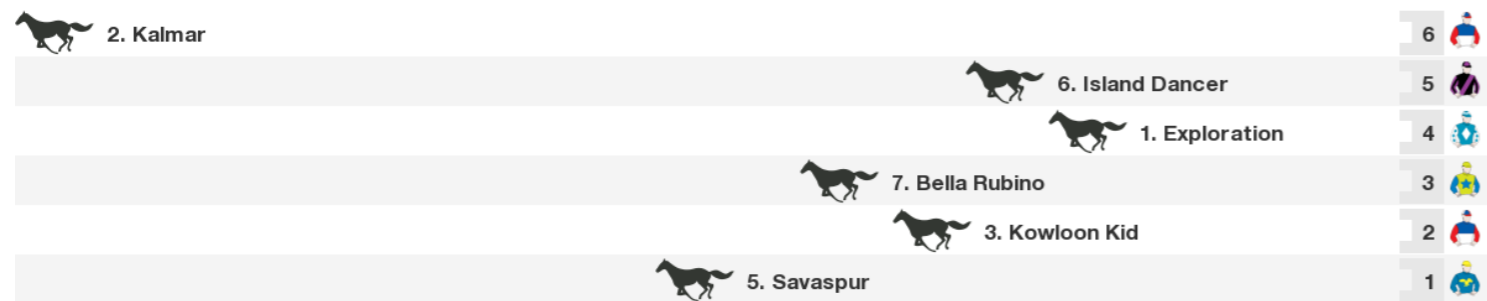 2. Kalmar 6
6. Island Dancer 5
1. Exploration 4
7. Bella Rubino 3
3. Kowloon Kid 2
5. Savaspur 1